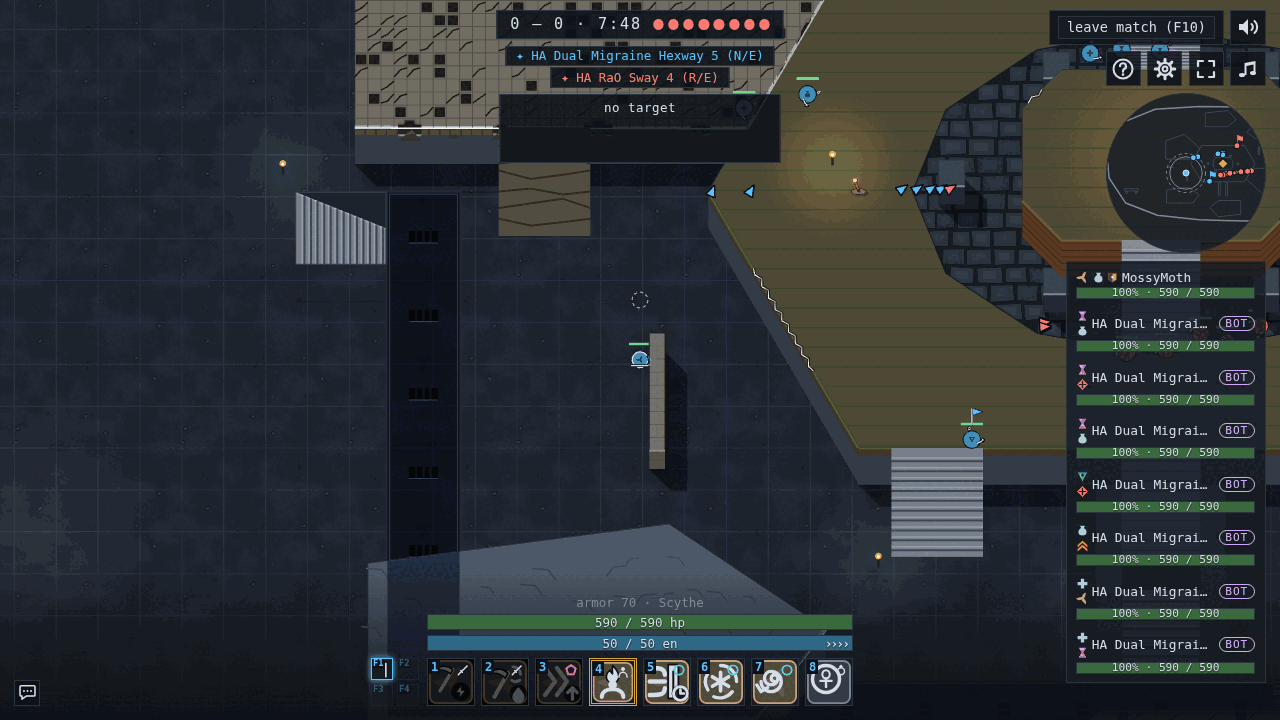 0 – 0 · 7:48
leave match (F10)
✦ HA Dual Migraine Hexway 5 (N/E)
✦ HA RaO Sway 4 (R/E)
no target
MossyMoth
100% · 590 / 590
HA Dual Migrai… BOT
100% · 590 / 590
HA Dual Migrai… BOT
100% · 590 / 590
HA Dual Migrai… BOT
100% · 590 / 590
HA Dual Migrai… BOT
100% · 590 / 590
HA Dual Migrai… BOT
100% · 590 / 590
HA Dual Migrai… BOT
100% · 590 / 590
HA Dual Migrai… BOT
100% · 590 / 590
armor 70 · Scythe
590 / 590 hp
50 / 50 en ››››
F1 F2
F3 F4
1 2 3 4 5 6 7 8